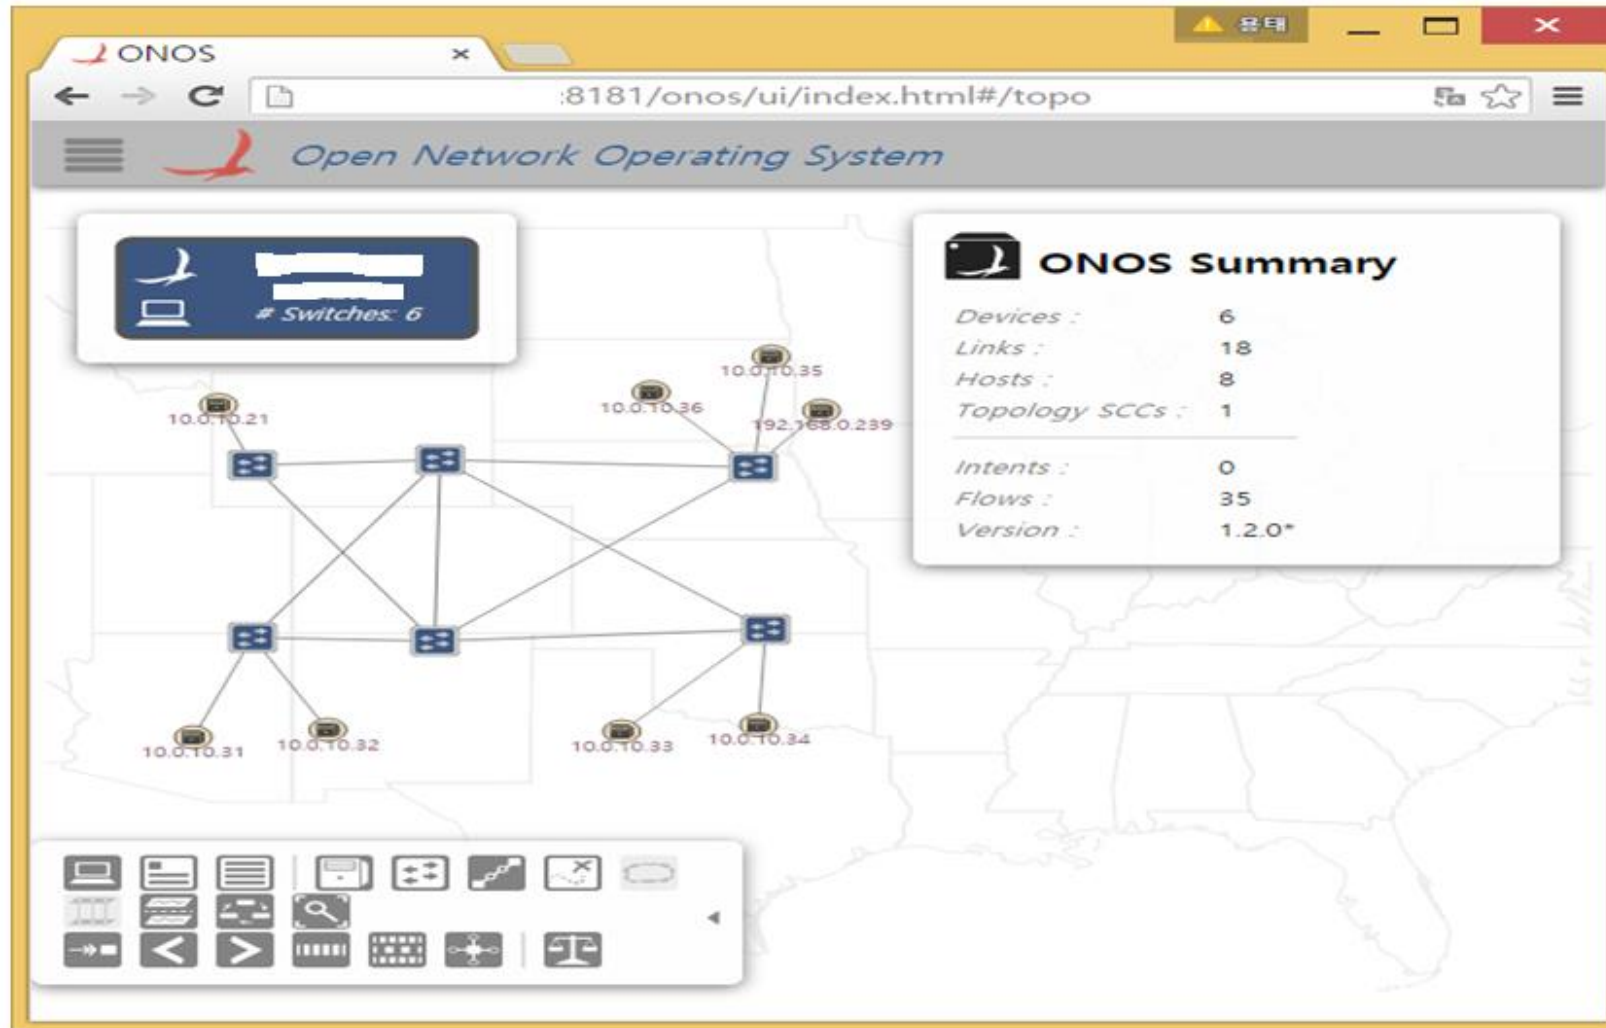 용태
ONOS
:8181/onos/ui/index.html#/topo
Open Network Operating System
# Switches: 6
ONOS Summary
Devices : 6
Links : 18
Hosts : 8
Topology SCCs : 1
Intents : 0
Flows : 35
Version : 1.2.0*
10.0.10.35
10.0.10.36
10.0.10.21
192.168.0.239
10.0.10.31
10.0.10.32
10.0.10.33
10.0.10.34